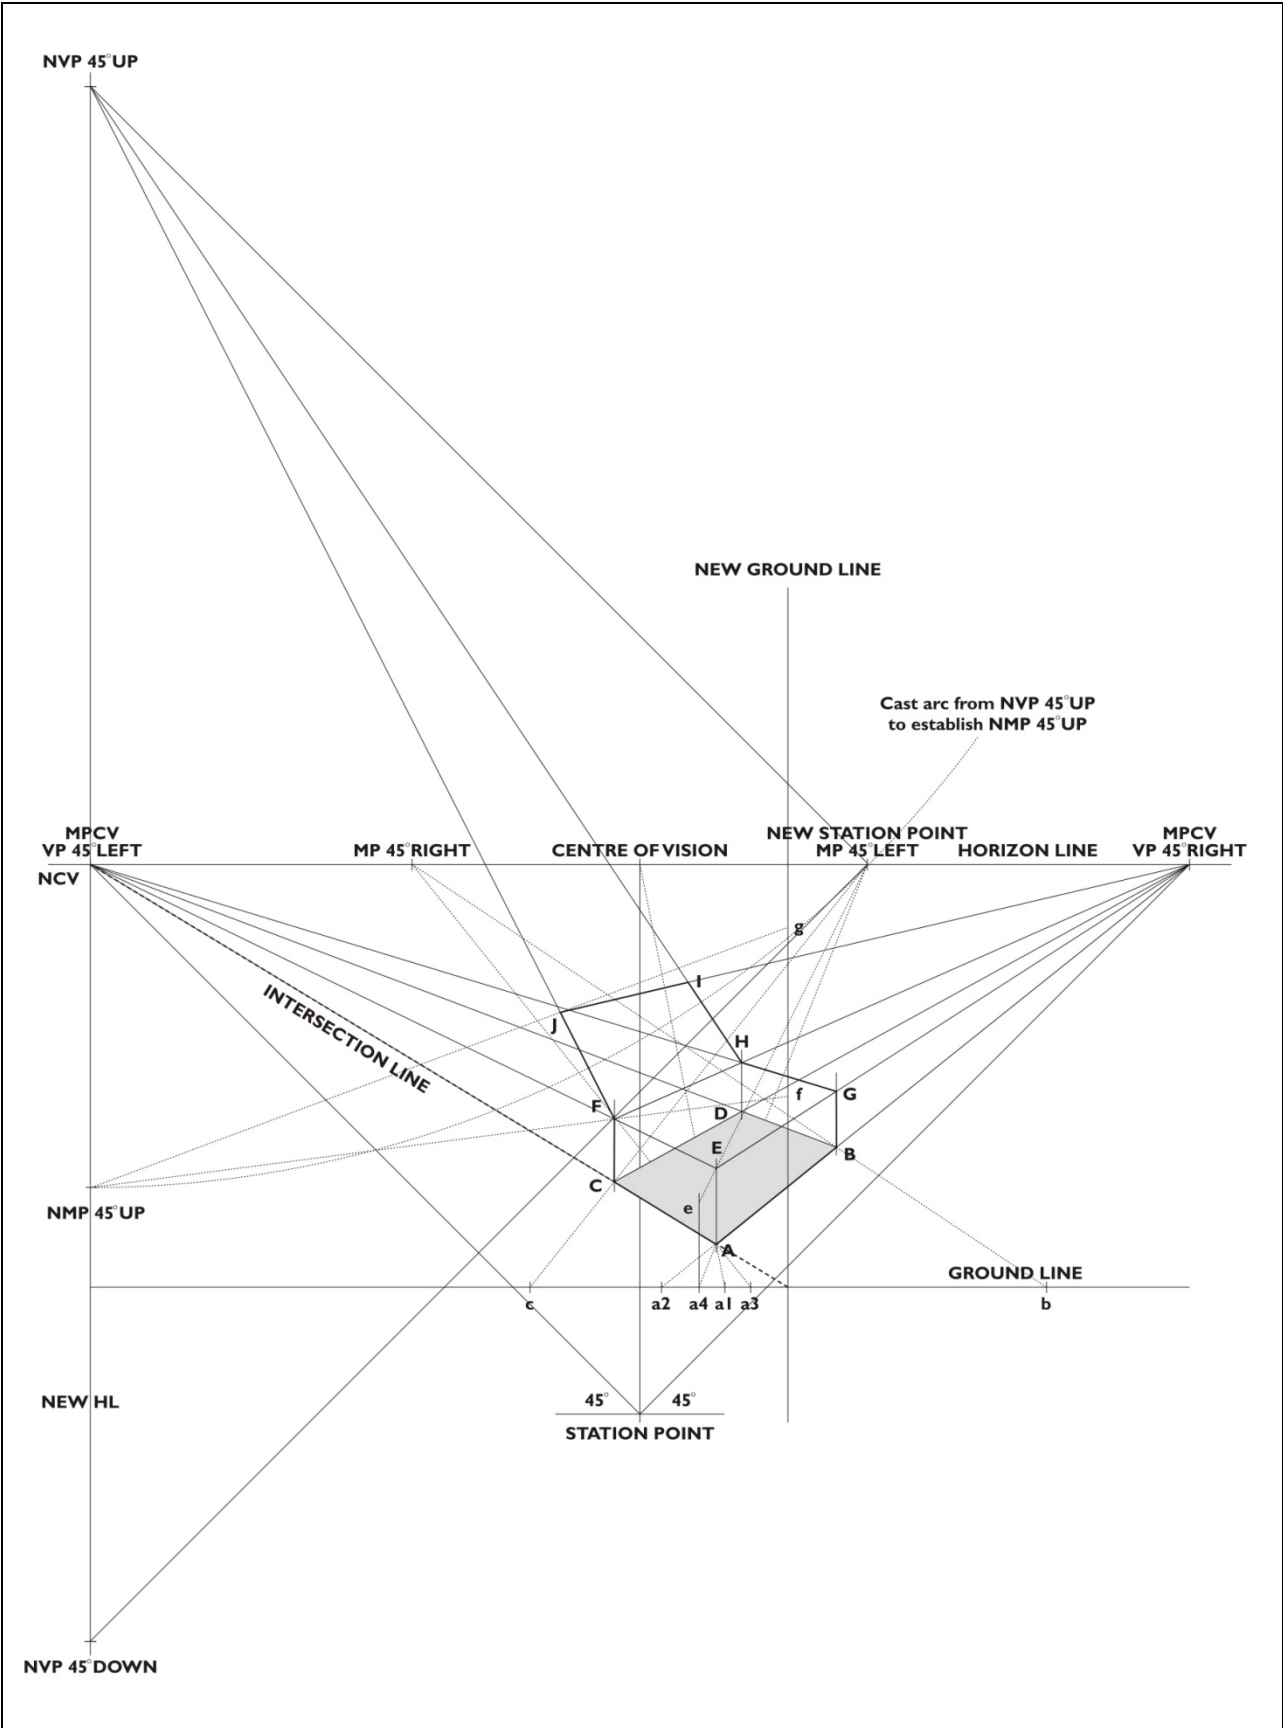 NVP 45°UP
NEW GROUND LINE
Cast arc from NVP 45°UP
to establish NMP 45°UP
MPCV
VP 45°LEFT
NCV
MP 45°RIGHT
CENTRE OF VISION
NEW STATION POINT
MP 45°LEFT
HORIZON LINE
MPCV
VP 45°RIGHT
g
I
J
INTERSECTION LINE
H
f
G
F
D
E
B
C
e
NMP 45°UP
A
GROUND LINE
c
a2
a4
a1
a3
b
NEW HL
45°
45°
STATION POINT
NVP 45°DOWN